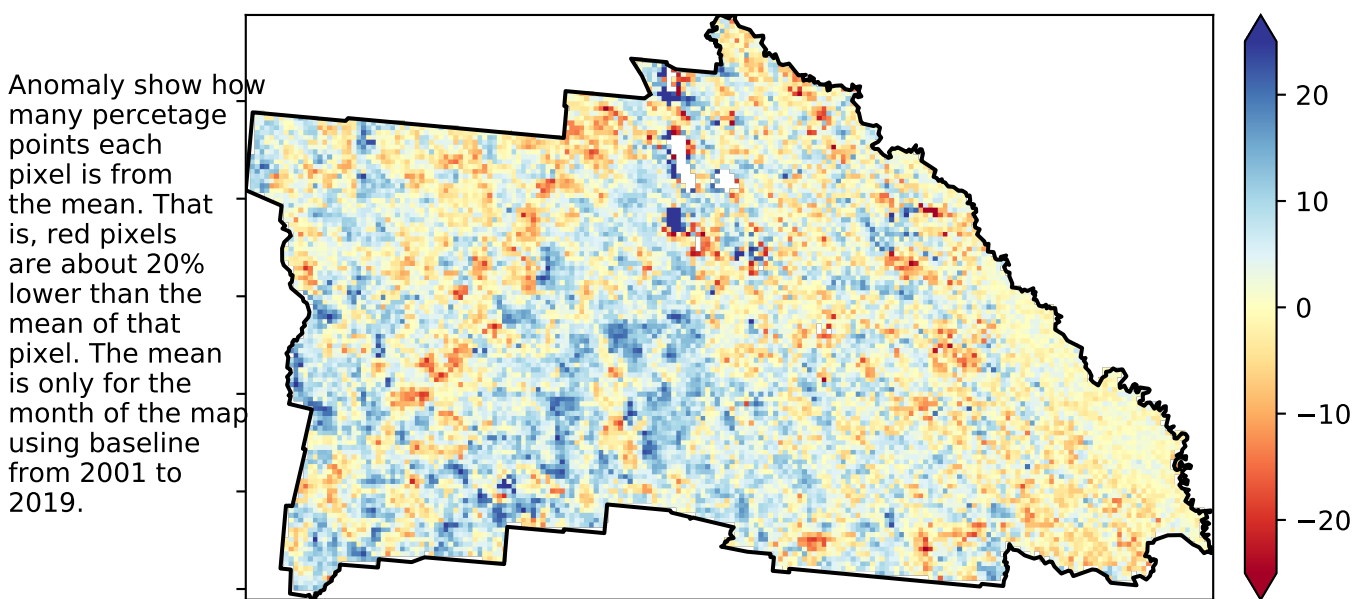 Anomaly show how
many percetage
points each
pixel is from
the mean. That
is, red pixels
are about 20%
lower than the
mean of that
pixel. The mean
is only for the
month of the map
using baseline
from 2001 to
2019.
20
10
0
−10
−20